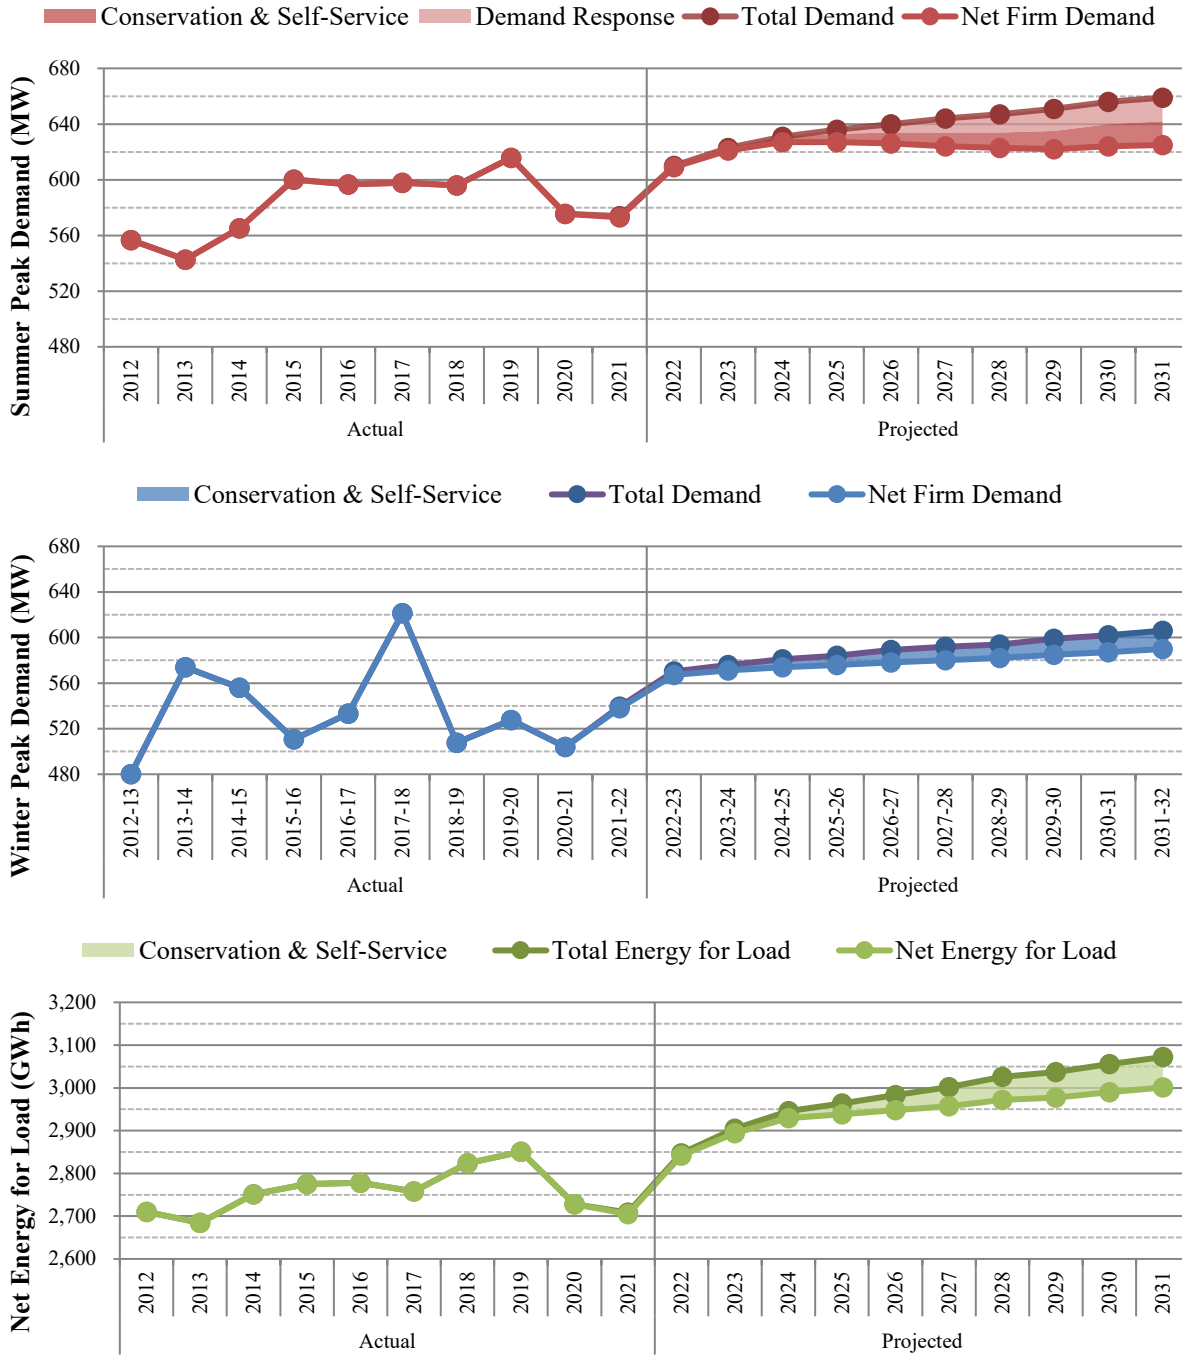 Conservation & Self-Service Demand Response Total Demand Net Firm Demand
Summer Peak Demand (MW)
680
640
600
560
520
480
2012 2013 2014 2015 2016 2017 2018 2019 2020 2021 2022 2023 2024 2025 2026 2027 2028 2029 2030 2031
Actual Projected
Conservation & Self-Service Total Demand Net Firm Demand
Winter Peak Demand (MW)
680
640
600
560
520
480
2012-13 2013-14 2014-15 2015-16 2016-17 2017-18 2018-19 2019-20 2020-21 2021-22 2022-23 2023-24 2024-25 2025-26 2026-27 2027-28 2028-29 2029-30 2030-31 2031-32
Actual Projected
Conservation & Self-Service Total Energy for Load Net Energy for Load
Net Energy for Load (GWh)
3,200
3,100
3,000
2,900
2,800
2,700
2,600
2012 2013 2014 2015 2016 2017 2018 2019 2020 2021 2022 2023 2024 2025 2026 2027 2028 2029 2030 2031
Actual Projected